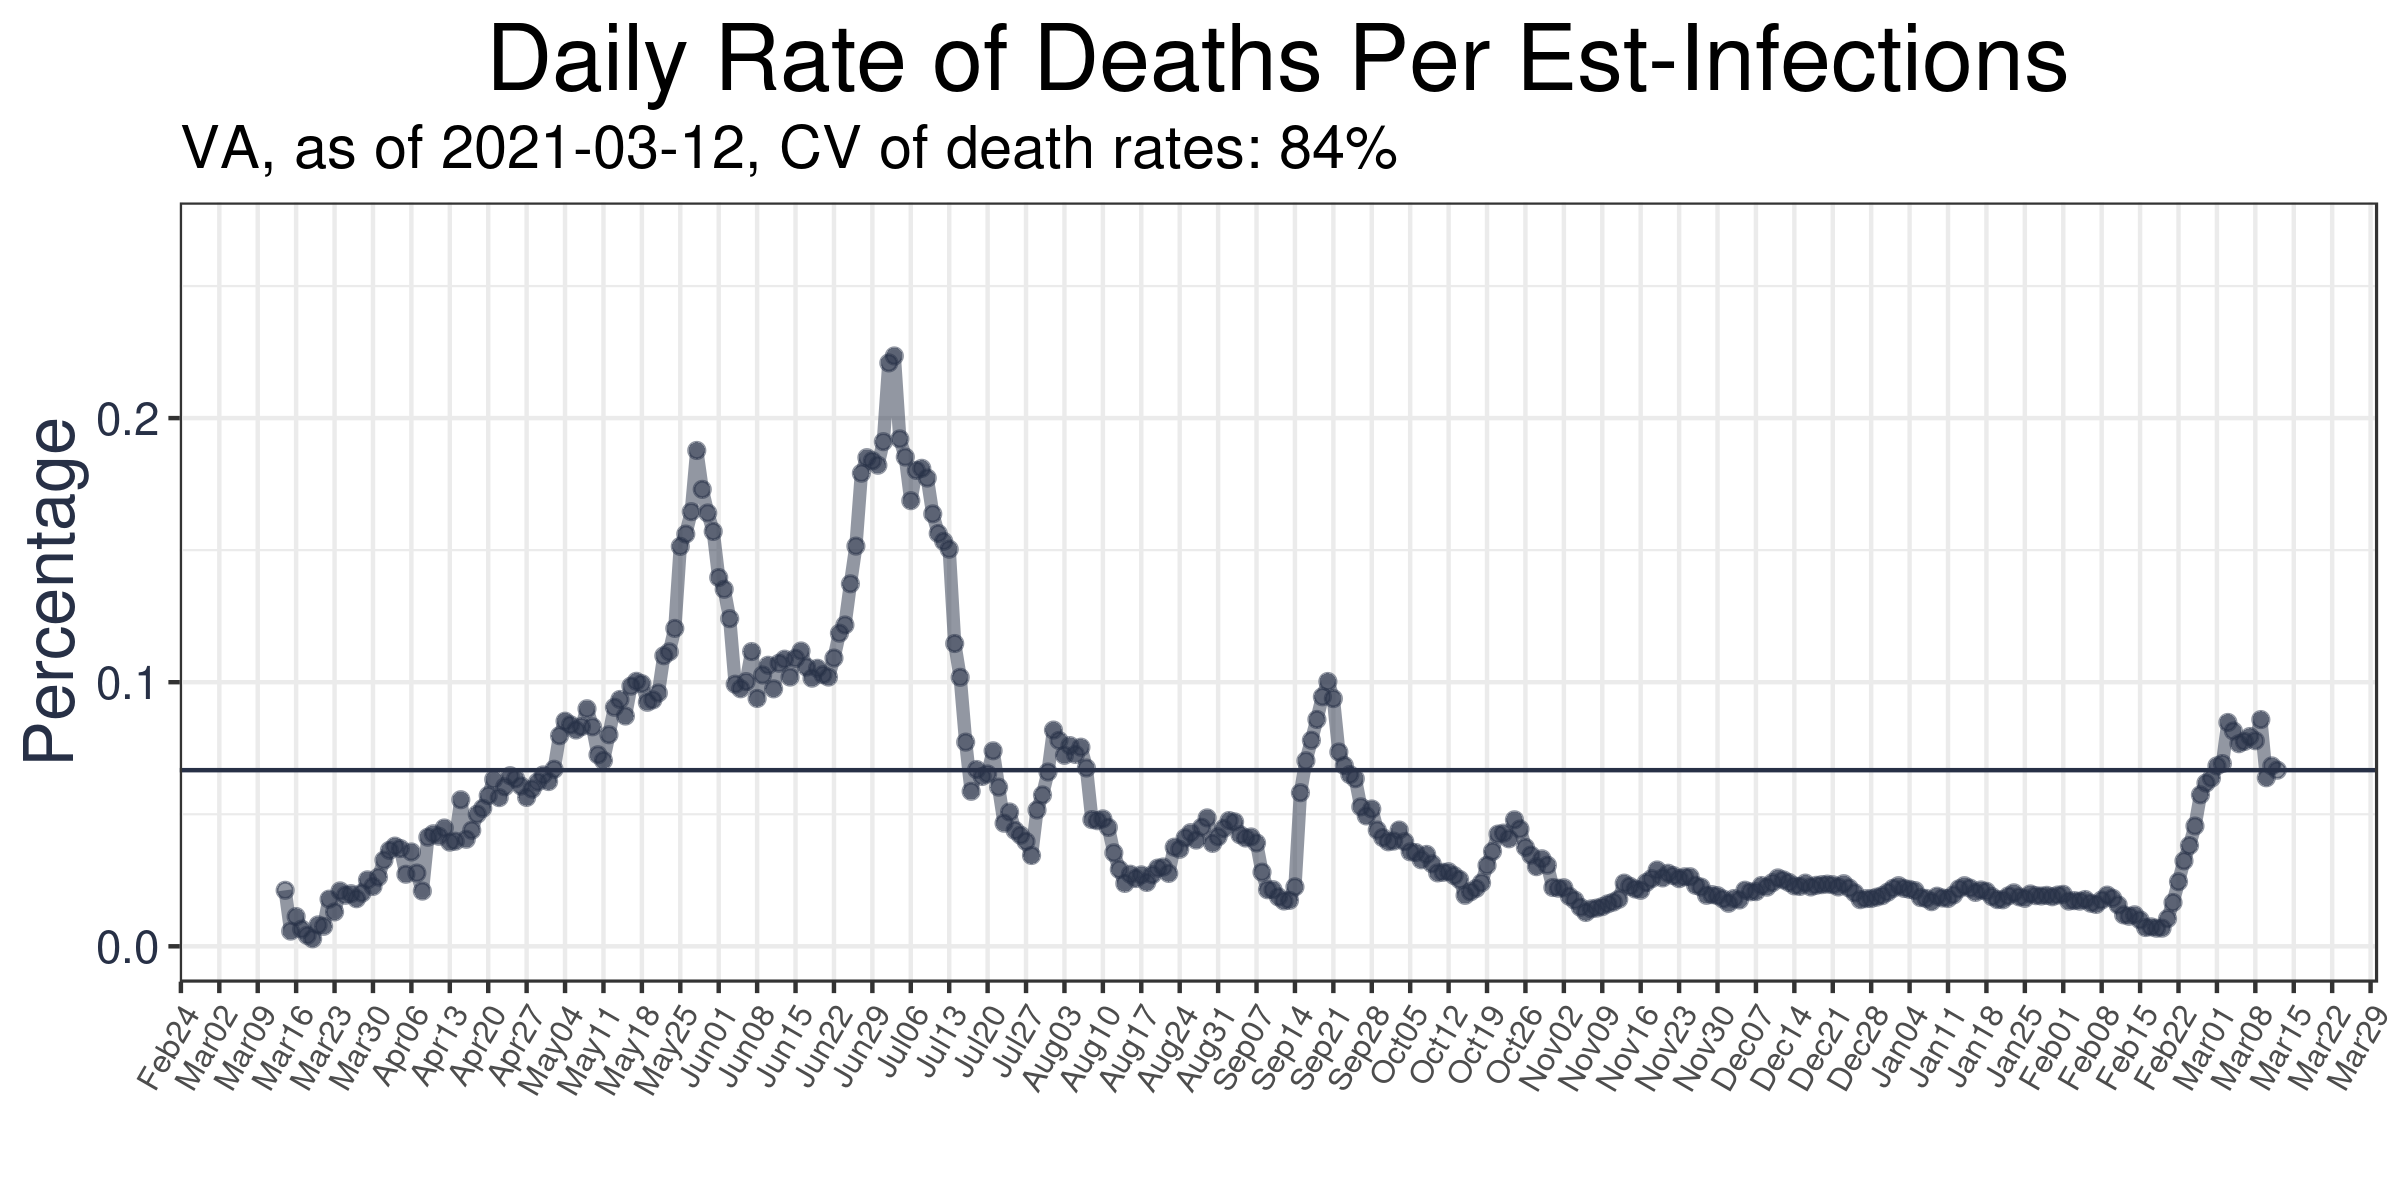 Daily Rate of Deaths Per Est-Infections
VA, as of 2021-03-12, CV of death rates: 84%
Percentage
0.2
0.1
0.0
Feb24
Mar02
Mar09
Mar16
Mar23
Mar30
Apr06
Apr13
Apr20
Apr27
May04
May11
May18
May25
Jun01
Jun08
Jun15
Jun22
Jun29
Jul06
Jul13
Jul20
Jul27
Aug03
Aug10
Aug17
Aug24
Aug31
Sep07
Sep14
Sep21
Sep28
Oct05
Oct12
Oct19
Oct26
Nov02
Nov09
Nov16
Nov23
Nov30
Dec07
Dec14
Dec21
Dec28
Jan04
Jan11
Jan18
Jan25
Feb01
Feb08
Feb15
Feb22
Mar01
Mar08
Mar15
Mar22
Mar29